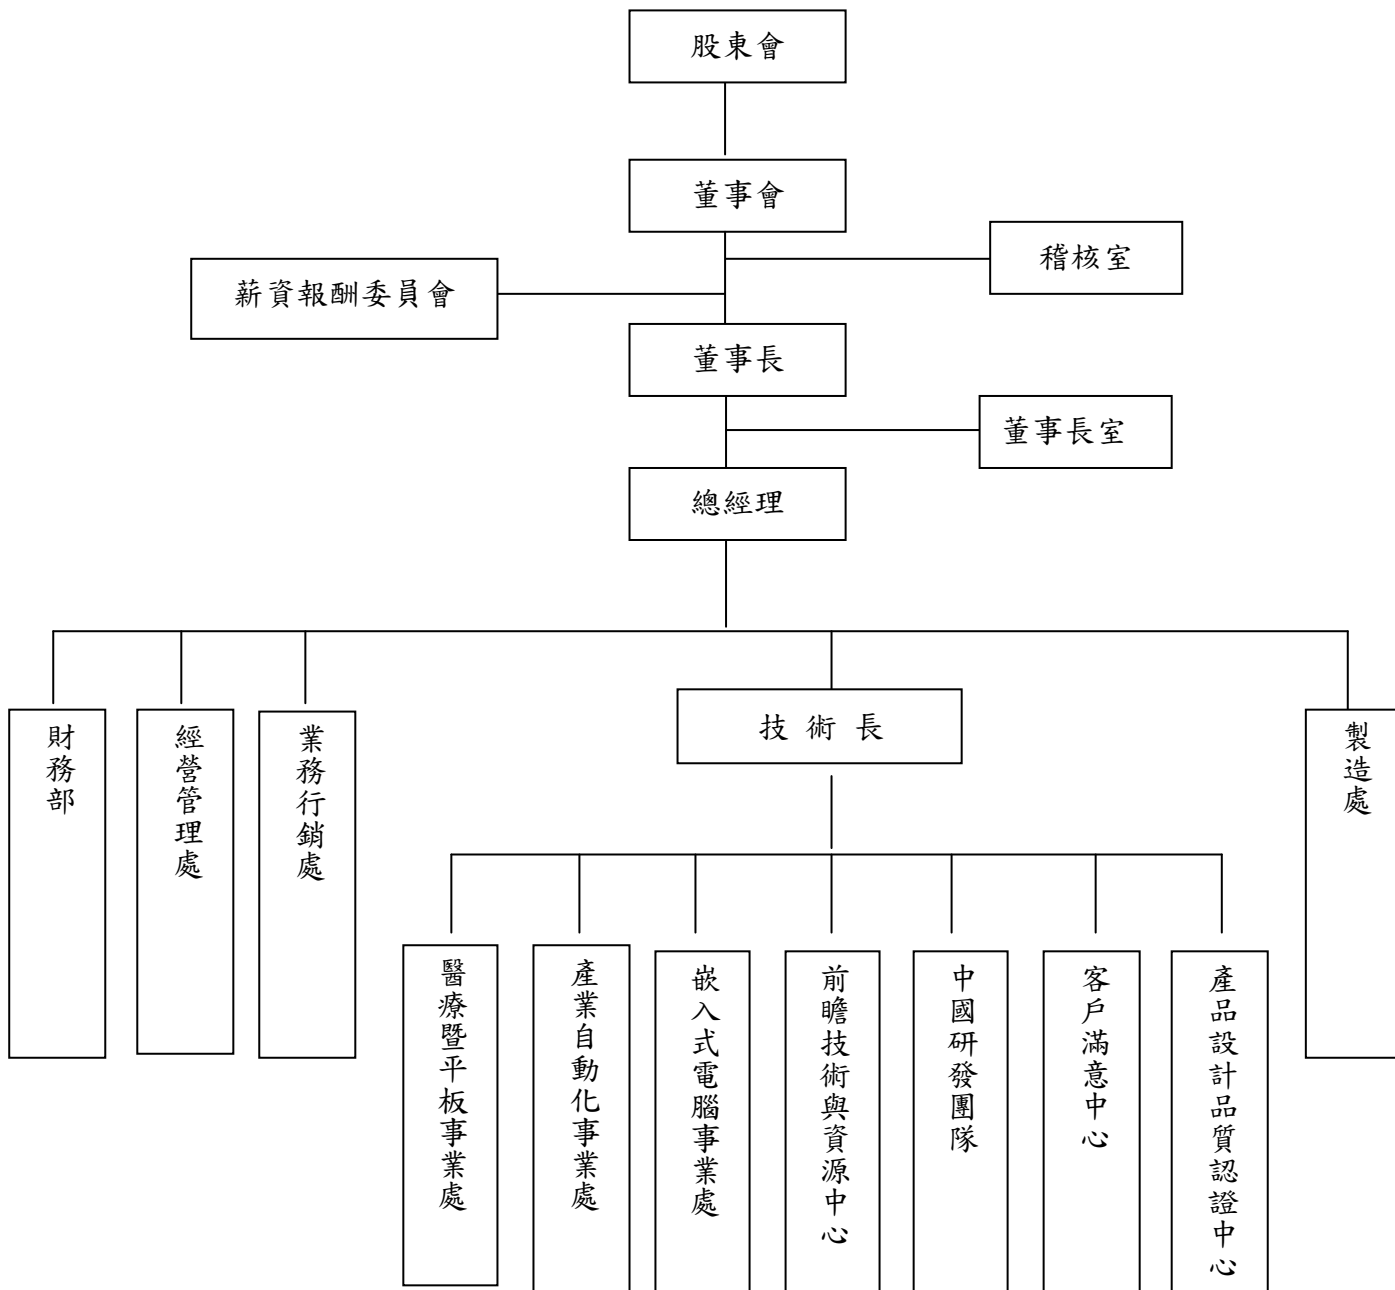 股東會
董事會
稽核室
薪資報酬委員會
董事長
董事長室
總經理
財務部
經營管理處
業務行銷處
技術長
製造處
醫療暨平板事業處
產業自動化事業處
嵌入式電腦事業處
前瞻技術與資源中心
中國研發團隊
客戶滿意中心
產品設計品質認證中心